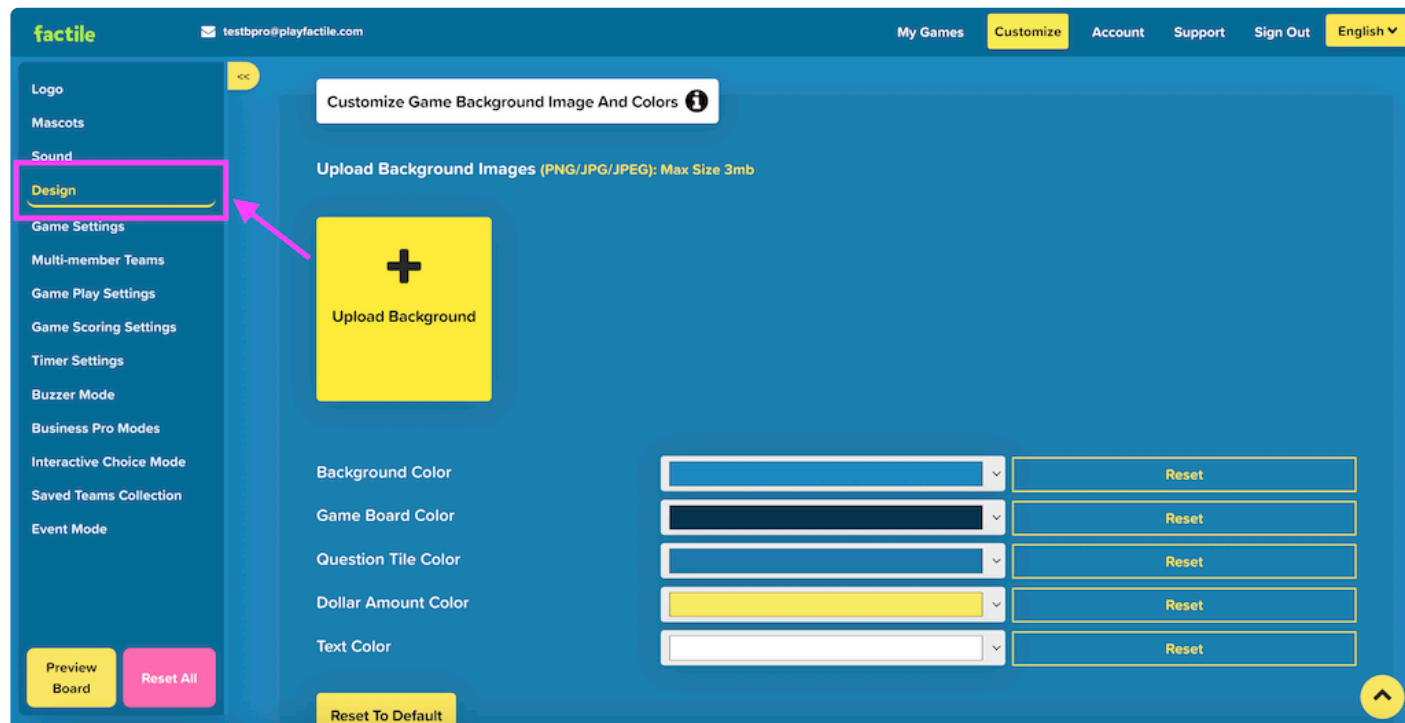 factile
testbpro@playfactile.com
My Games
Customize
Account
Support
Sign Out
English
<<
Logo
Mascots
Sound
Design
Game Settings
Multi-member Teams
Game Play Settings
Game Scoring Settings
Timer Settings
Buzzer Mode
Business Pro Modes
Interactive Choice Mode
Saved Teams Collection
Event Mode
Preview
Board
Reset All
Customize Game Background Image And Colors
Upload Background Images (PNG/JPG/JPEG): Max Size 3mb
Upload Background
Background Color
Reset
Game Board Color
Reset
Question Tile Color
Reset
Dollar Amount Color
Reset
Text Color
Reset
Reset To Default